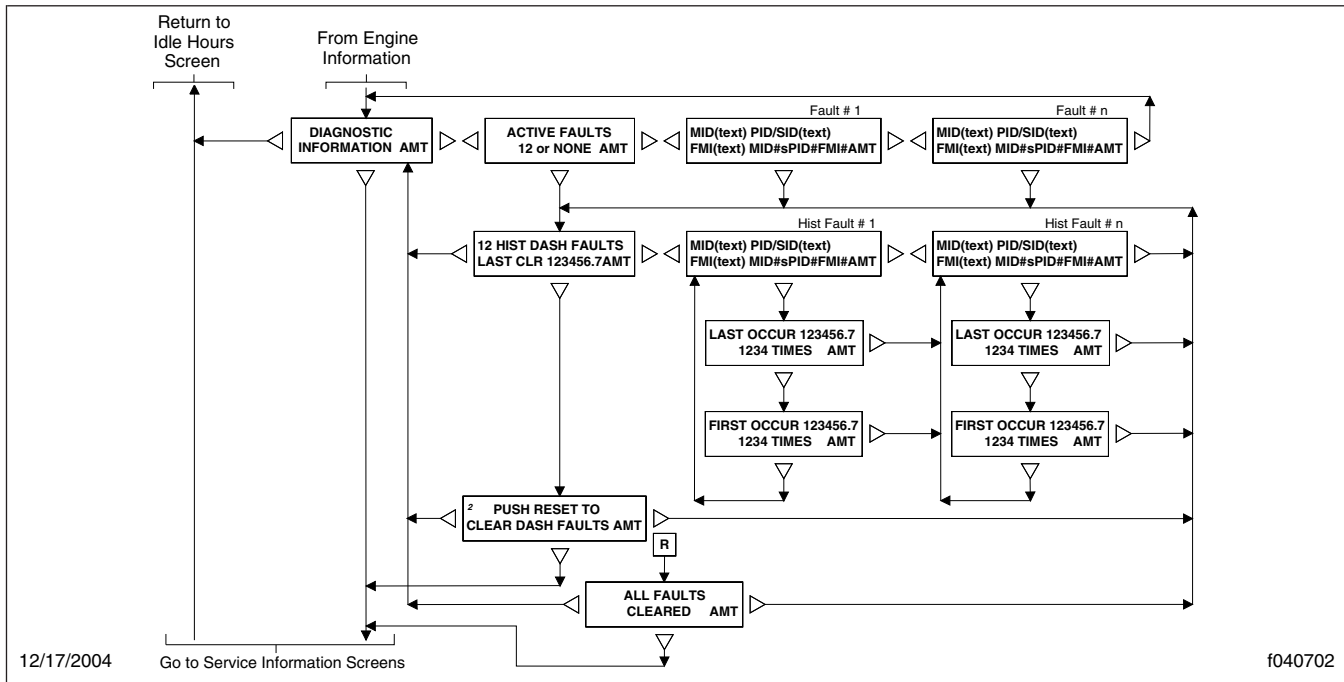 Return to
Idle Hours
Screen
From Engine
Information
Fault # 1
Fault # n
DIAGNOSTIC
INFORMATION AMT
ACTIVE FAULTS
12 or NONE AMT
MID(text) PID/SID(text)
FMI(text) MID#sPID#FMI#AMT
MID(text) PID/SID(text)
FMI(text) MID#sPID#FMI#AMT
Hist Fault # 1
Hist Fault # n
12 HIST DASH FAULTS
LAST CLR 123456.7AMT
MID(text) PID/SID(text)
FMI(text) MID#sPID#FMI#AMT
MID(text) PID/SID(text)
FMI(text) MID#sPID#FMI#AMT
LAST OCCUR 123456.7
1234 TIMES AMT
LAST OCCUR 123456.7
1234 TIMES AMT
FIRST OCCUR 123456.7
1234 TIMES AMT
FIRST OCCUR 123456.7
1234 TIMES AMT
2 PUSH RESET TO
CLEAR DASH FAULTS AMT
R
ALL FAULTS
CLEARED AMT
12/17/2004
Go to Service Information Screens
f040702